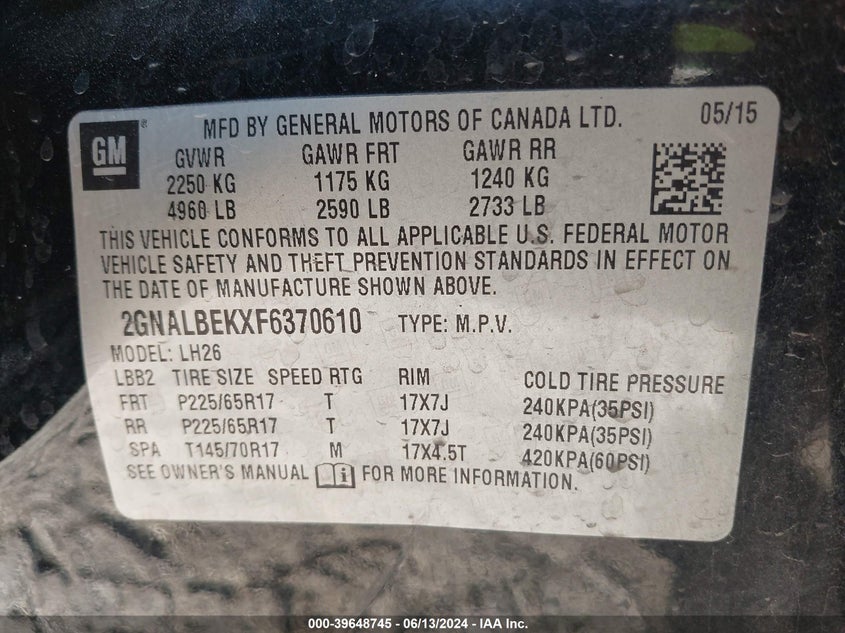 GM ®
MFD BY GENERAL MOTORS OF CANADA LTD. 05/15
GVWR GAWR FRT GAWR RR
2250 KG 1175 KG 1240 KG
4960 LB 2590 LB 2733 LB
THIS VEHICLE CONFORMS TO ALL APPLICABLE U.S. FEDERAL MOTOR
VEHICLE SAFETY AND THEFT PREVENTION STANDARDS IN EFFECT ON
THE DATE OF MANUFACTURE SHOWN ABOVE.
2GNALBEKXF6370610 TYPE: M.P.V.
MODEL: LH26
LBB2 TIRE SIZE SPEED RTG RIM COLD TIRE PRESSURE
FRT P225/65R17 T 17X7J 240KPA(35PSI)
RR P225/65R17 T 17X7J 240KPA(35PSI)
SPA T145/70R17 M 17X4.5T 420KPA(60PSI)
SEE OWNER'S MANUAL FOR MORE INFORMATION.
000-39648745 - 06/13/2024 - IAA Inc.